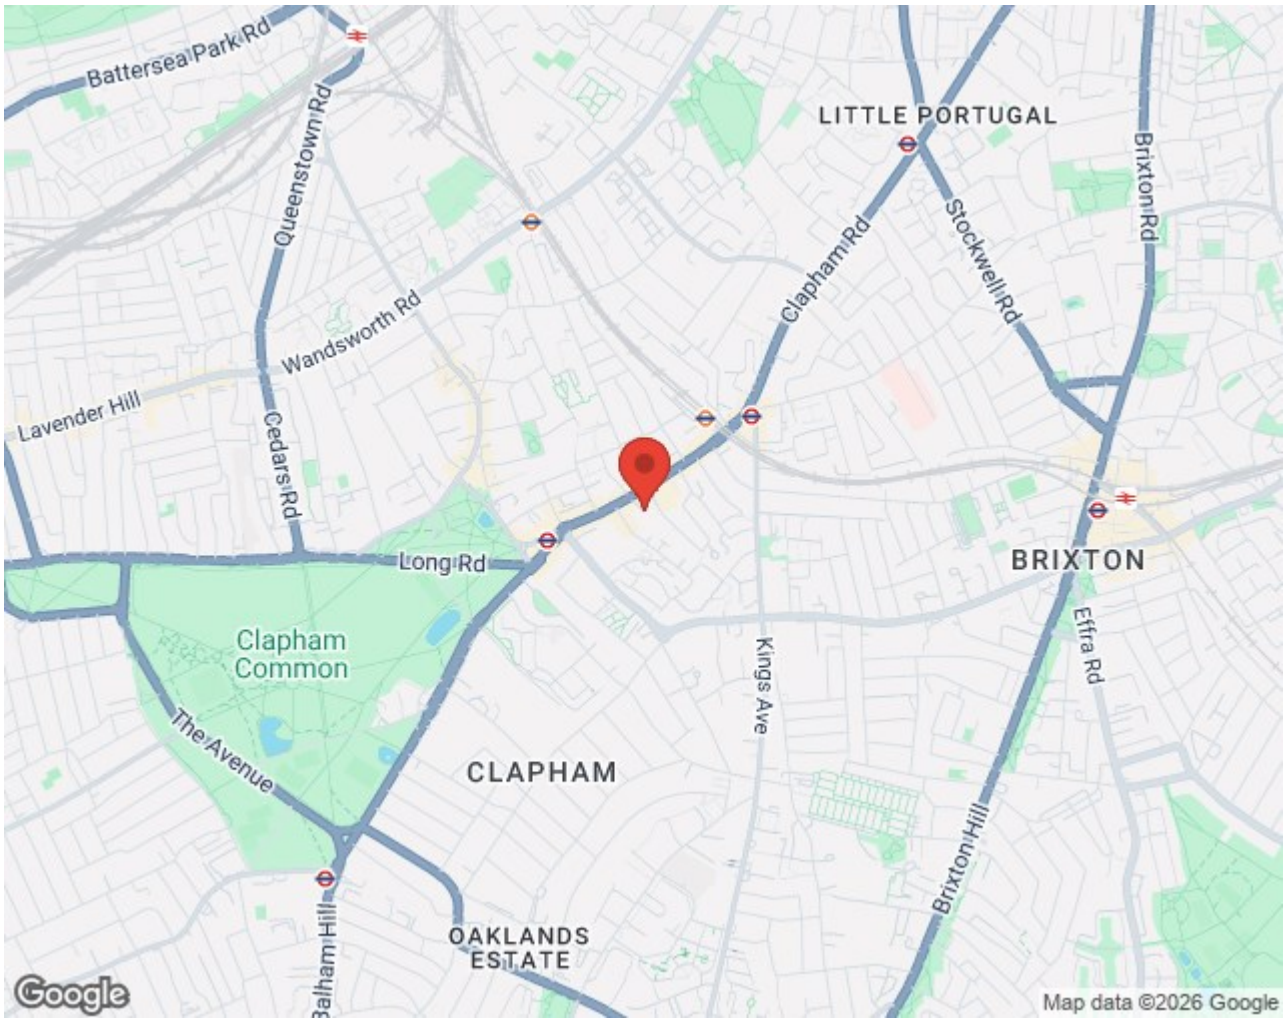 Battersea Park Rd
Queenstown Rd
LITTLE PORTUGAL
Brixton Rd
Stockwell Rd
Clapham Rd
Wandsworth Rd
Lavender Hill
Cedars Rd
Long Rd
BRIXTON
Effra Rd
Clapham
Common
Kings Ave
The Avenue
CLAPHAM
Brixton Hill
OAKLANDS
ESTATE
Balham Hill
Google
Map data ©2026 Google